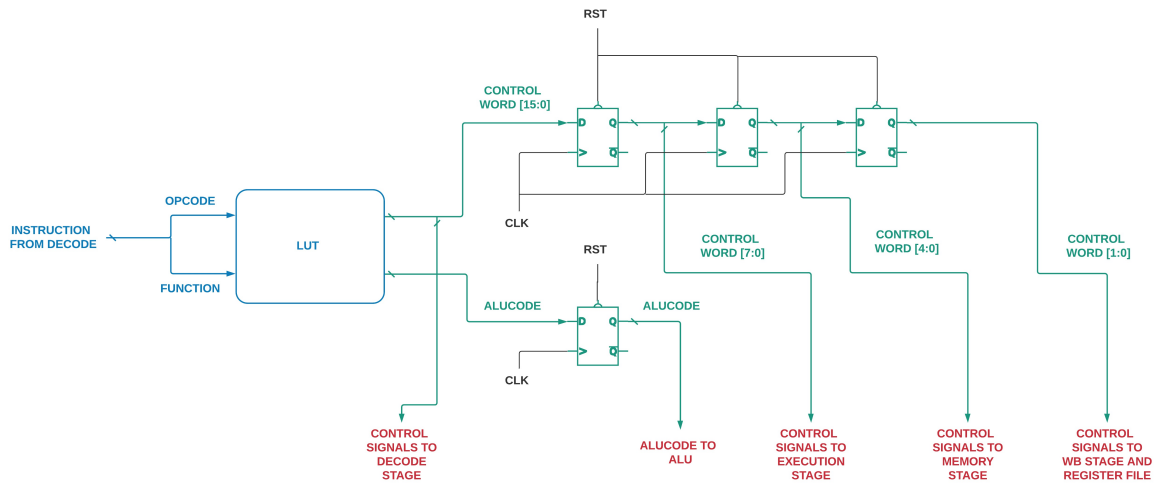 RST
CONTROL
WORD [15:0]
D
Q
D
Q
D
Q
V
Q
V
Q
V
Q
OPCODE
INSTRUCTION
FROM DECODE
LUT
FUNCTION
CLK
CONTROL
WORD [7:0]
CONTROL
WORD [4:0]
CONTROL
WORD [1:0]
RST
ALUCODE
D
Q
ALUCODE
V
Q
CLK
CONTROL
SIGNALS TO
DECODE
STAGE
ALUCODE TO
ALU
CONTROL
SIGNALS TO
EXECUTION
STAGE
CONTROL
SIGNALS TO
MEMORY
STAGE
CONTROL
SIGNALS TO
WB STAGE AND
REGISTER FILE